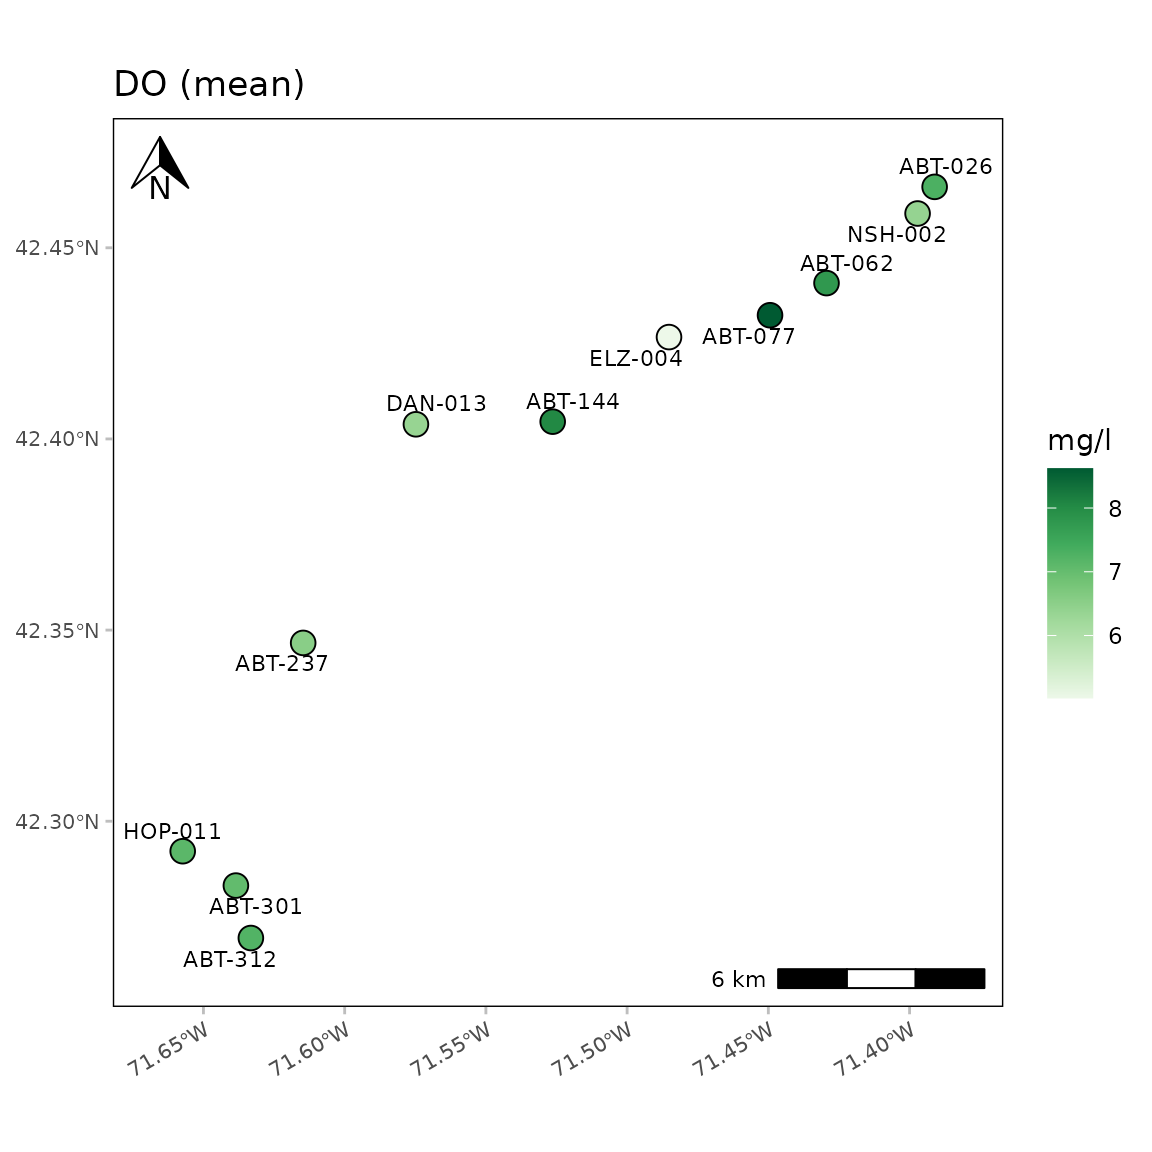 DO (mean)
N
ABT-026
NSH-002
ABT-062
ABT-077
ELZ-004
DAN-013
ABT-144
ABT-237
HOP-011
ABT-301
ABT-312
6 km
42.45°N
42.40°N
42.35°N
42.30°N
71.65°W
71.60°W
71.55°W
71.50°W
71.45°W
71.40°W
mg/l
8
7
6